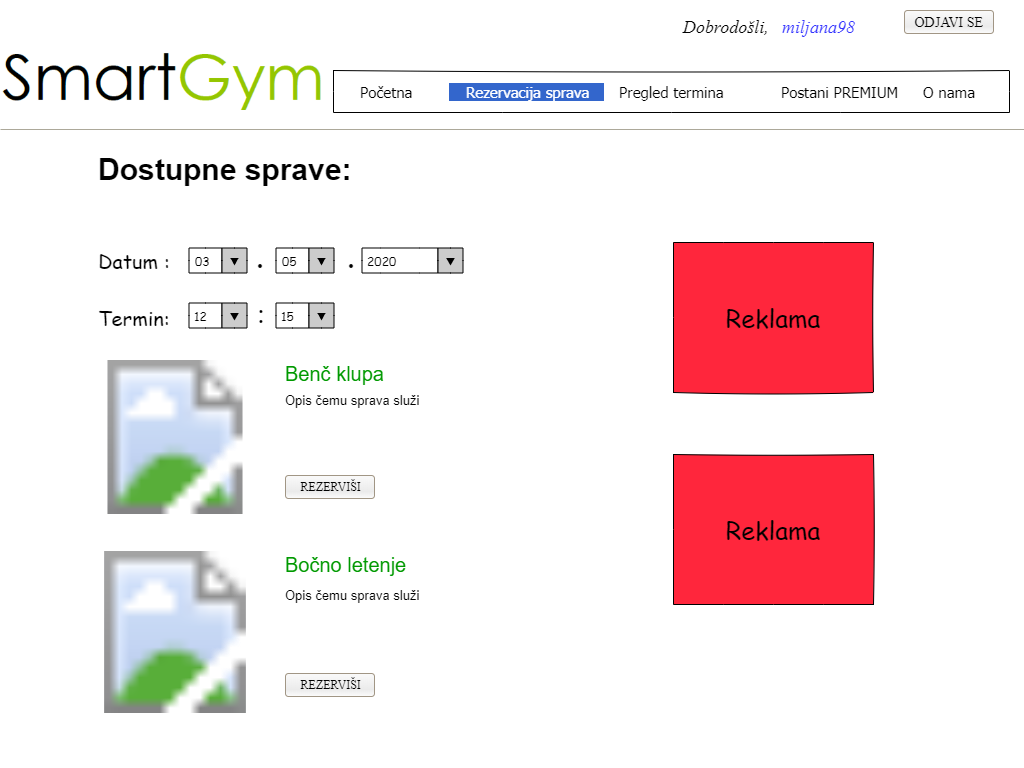 Dobrodošli, miljana98
ODJAVI SE
SmartGym
Početna Rezervacija sprava Pregled termina Postani PREMIUM O nama
Dostupne sprave:
Datum : 03 . 05 . 2020
Termin: 12 : 15
Benč klupa
Opis čemu sprava služi
REZERVIŠI
Bočno letenje
Opis čemu sprava služi
REZERVIŠI
Reklama
Reklama